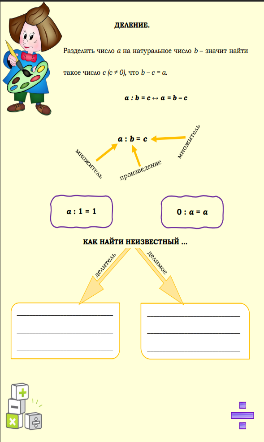 ДЕЛЕНИЕ.
Разделить число a на натуральное число b – значит найти
такое число c (c ≠ 0), что b – c = a.
a : b = c ↔ a = b – c
a : b = c
множитель
произведение
множитель
a : 1 = 1
0 : a = a
КАК НАЙТИ НЕИЗВЕСТНЫЙ ...
делитель
делимое